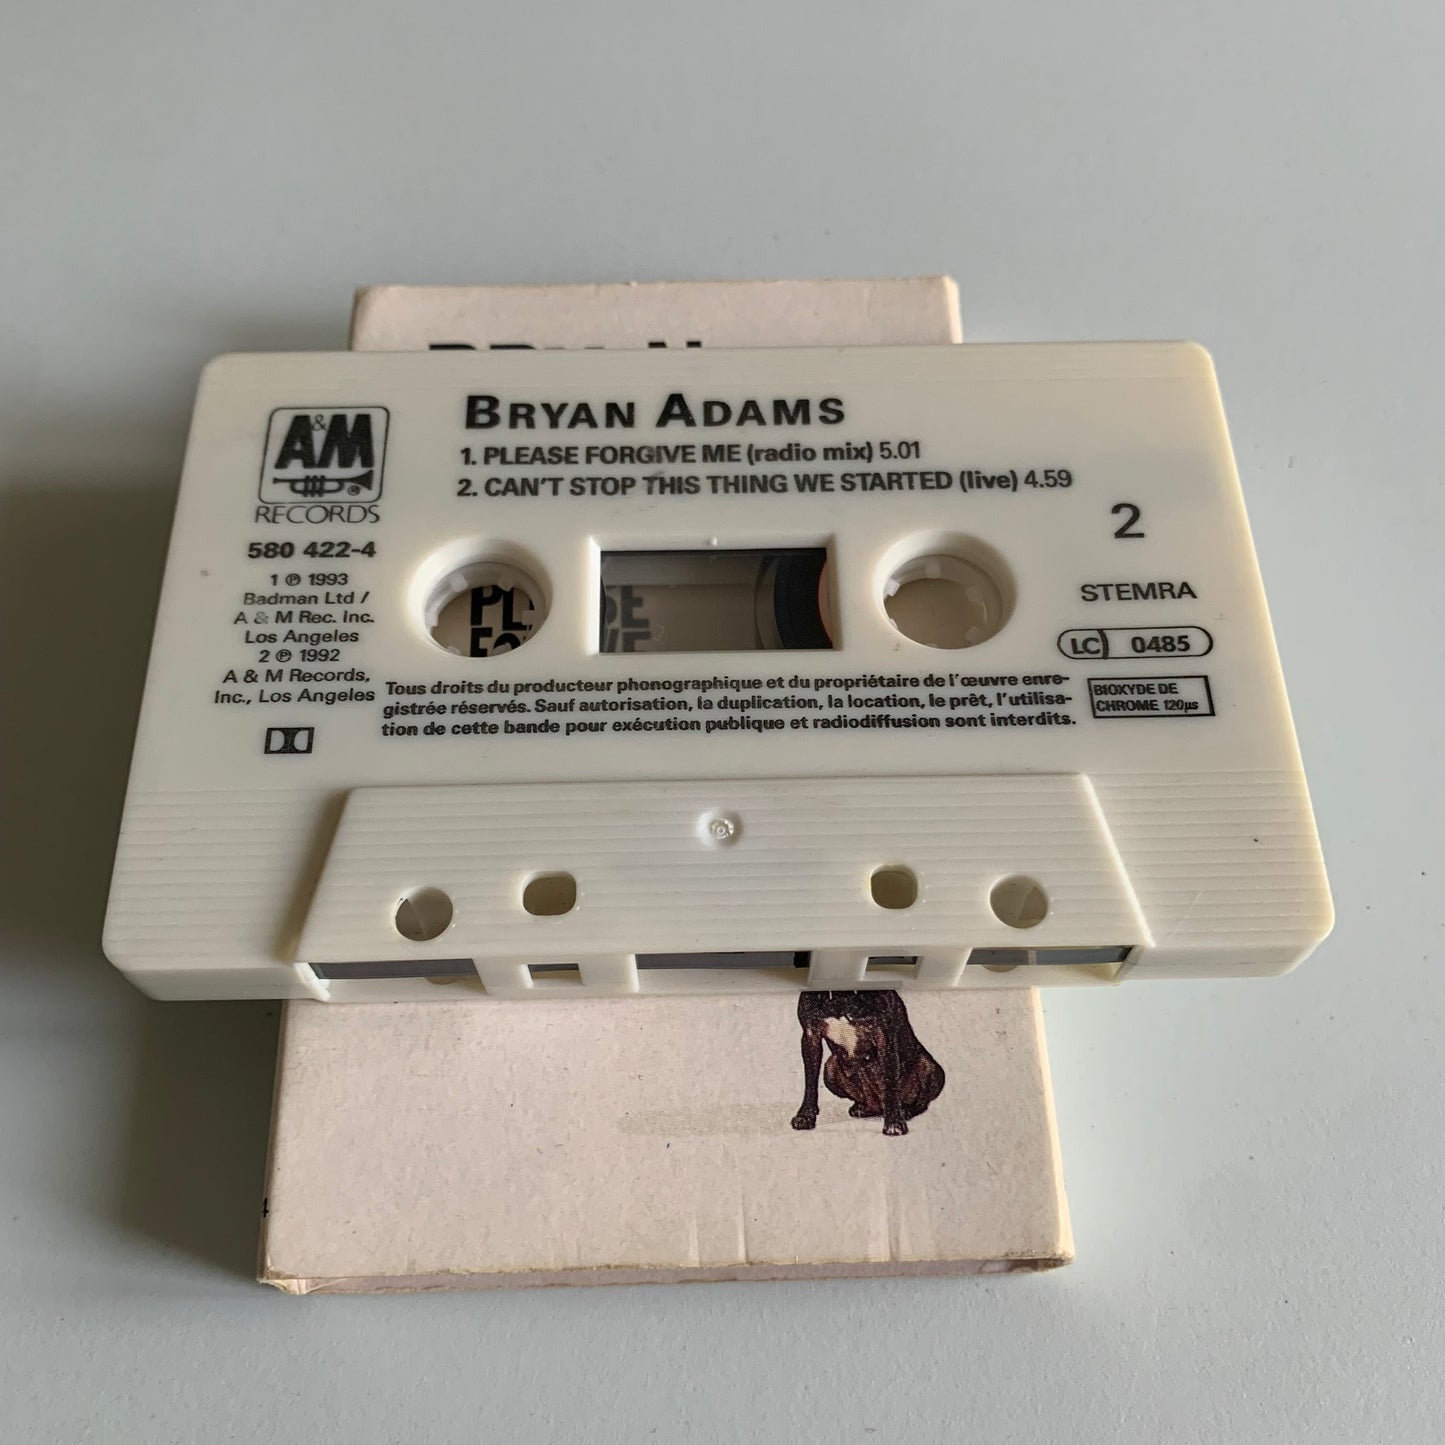 BRYAN
BRYAN ADAMS
1. PLEASE FORGIVE ME (radio mix) 5.01
2. CAN'T STOP THIS THING WE STARTED (live) 4.59
A&M
®
RECORDS
580 422-4
1 ℗ 1993
Badman Ltd /
A & M Rec. Inc.
Los Angeles
2 ℗ 1992
A & M Records,
Inc., Los Angeles
2
STEMRA
LC 0485
BIOXYDE DE
CHROME 120µs
Tous droits du producteur phonographique et du propriétaire de l'œuvre enre-
gistrée réservés. Sauf autorisation, la duplication, la location, le prêt, l'utilisa-
tion de cette bande pour exécution publique et radiodiffusion sont interdits.
4